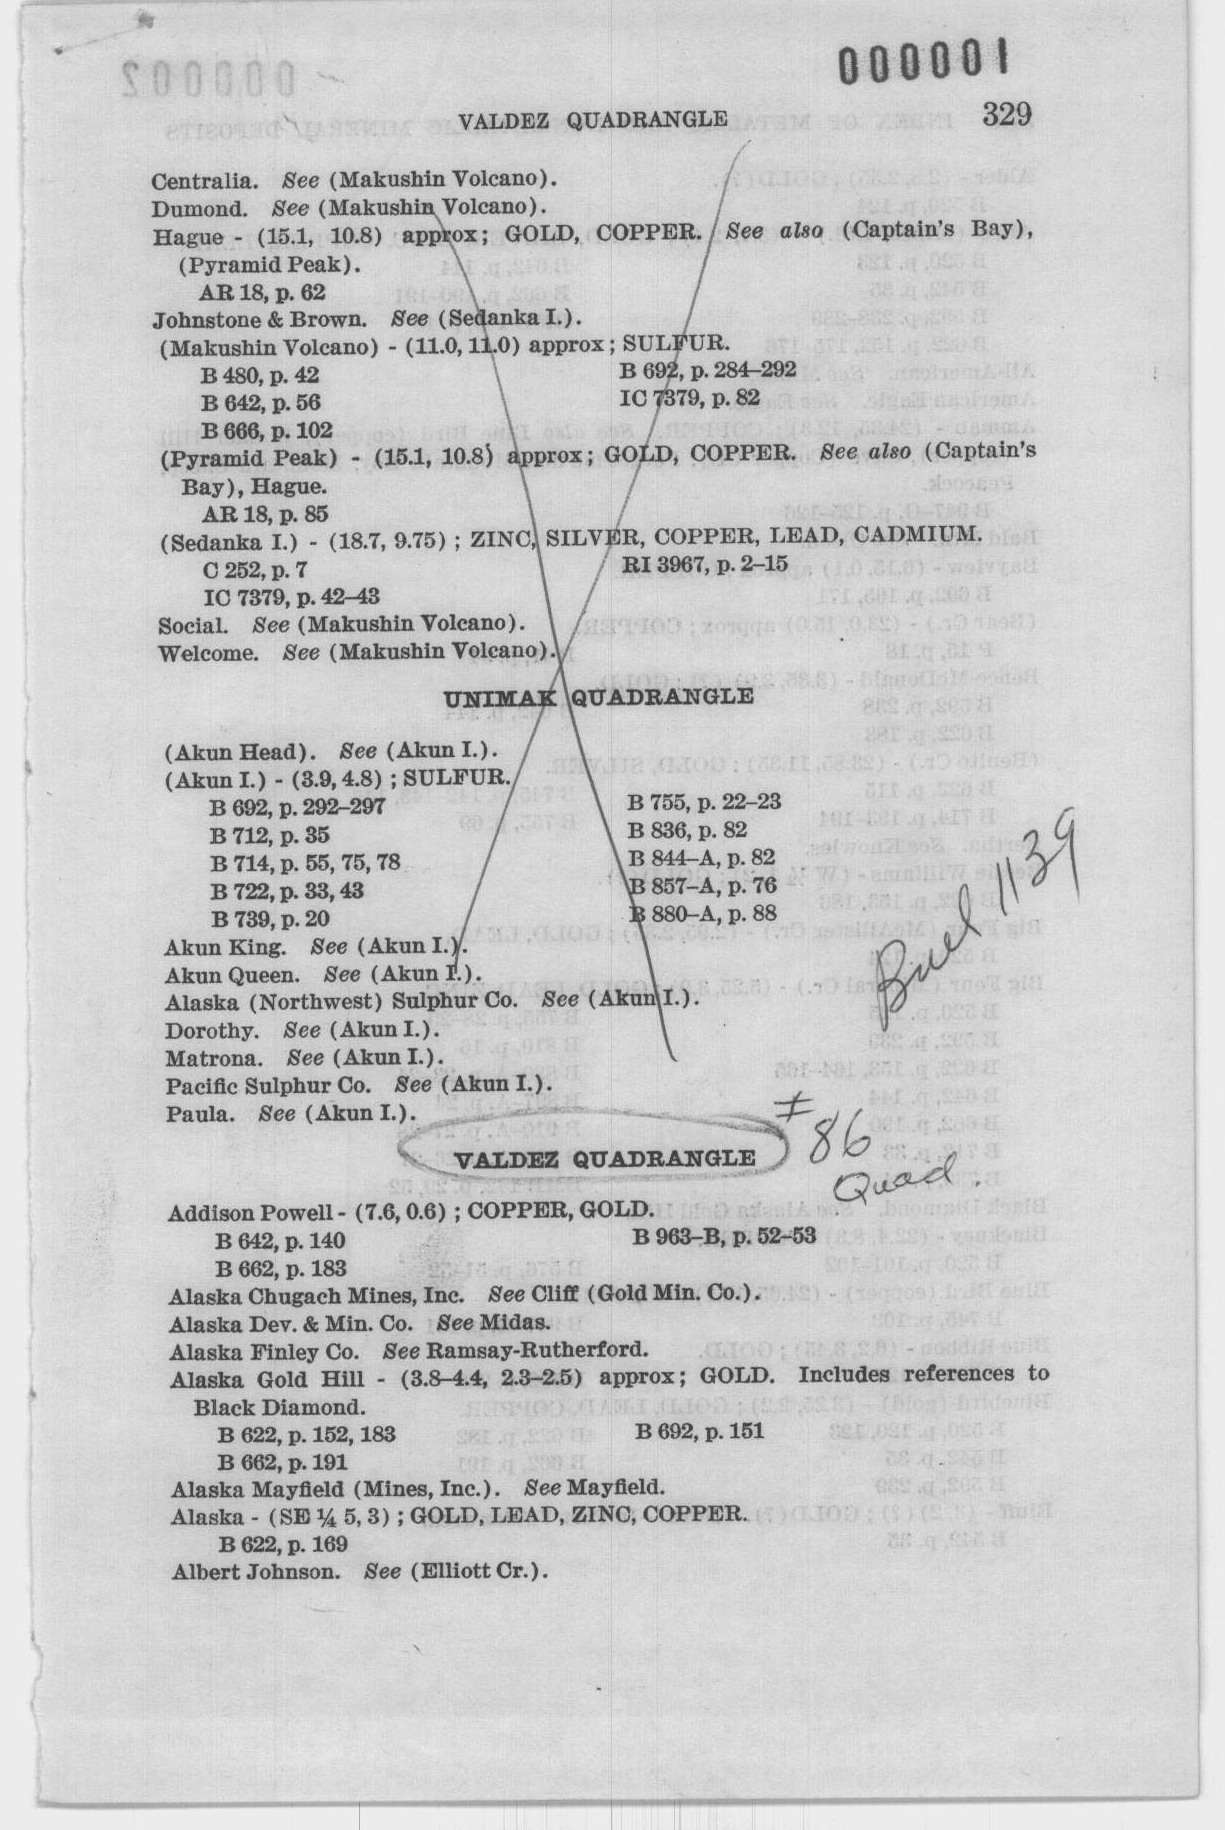 000001
VALDEZ QUADRANGLE 329
Centralia. See (Makushin Volcano).
Dumond. See (Makushin Volcano).
Hague - (15.1, 10.8) approx; GOLD, COPPER. See also (Captain's Bay),
(Pyramid Peak).
AR 18, p. 62
Johnstone & Brown. See (Sedanka I.).
(Makushin Volcano) - (11.0, 11.0) approx; SULFUR.
B 480, p. 42 B 692, p. 284–292
B 642, p. 56 IC 7379, p. 82
B 666, p. 102
(Pyramid Peak) - (15.1, 10.8) approx; GOLD, COPPER. See also (Captain's
Bay), Hague.
AR 18, p. 85
(Sedanka I.) - (18.7, 9.75) ; ZINC, SILVER, COPPER, LEAD, CADMIUM.
C 252, p. 7 RI 3967, p. 2–15
IC 7379, p. 42–43
Social. See (Makushin Volcano).
Welcome. See (Makushin Volcano).
UNIMAK QUADRANGLE
(Akun Head). See (Akun I.).
(Akun I.) - (3.9, 4.8) ; SULFUR.
B 692, p. 292–297 B 755, p. 22–23
B 712, p. 35 B 836, p. 82
B 714, p. 55, 75, 78 B 844–A, p. 82
B 722, p. 33, 43 B 857–A, p. 76
B 739, p. 20 B 880–A, p. 88
Akun King. See (Akun I.).
Akun Queen. See (Akun I.).
Alaska (Northwest) Sulphur Co. See (Akun I.).
Dorothy. See (Akun I.).
Matrona. See (Akun I.).
Pacific Sulphur Co. See (Akun I.).
Paula. See (Akun I.).
Bull 1139
VALDEZ QUADRANGLE
# 86
Quad.
Addison Powell - (7.6, 0.6) ; COPPER, GOLD.
B 642, p. 140 B 963–B, p. 52–53
B 662, p. 183
Alaska Chugach Mines, Inc. See Cliff (Gold Min. Co.).
Alaska Dev. & Min. Co. See Midas.
Alaska Finley Co. See Ramsay-Rutherford.
Alaska Gold Hill - (3.8–4.4, 2.3–2.5) approx; GOLD. Includes references to
Black Diamond.
B 622, p. 152, 183 B 692, p. 151
B 662, p. 191
Alaska Mayfield (Mines, Inc.). See Mayfield.
Alaska - (SE ¼ 5, 3) ; GOLD, LEAD, ZINC, COPPER.
B 622, p. 169
Albert Johnson. See (Elliott Cr.).